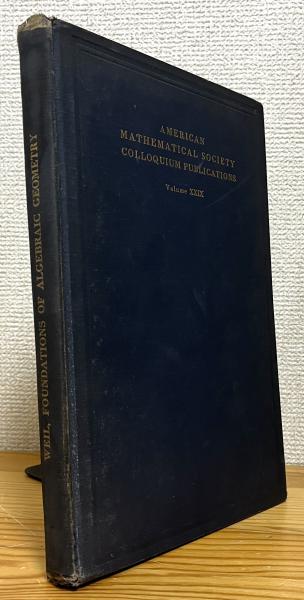 WEIL, FOUNDATIONS OF ALGEBRAIC GEOMETRY
AMERICAN
MATHEMATICAL SOCIETY
COLLOQUIUM PUBLICATIONS
Volume XXIX